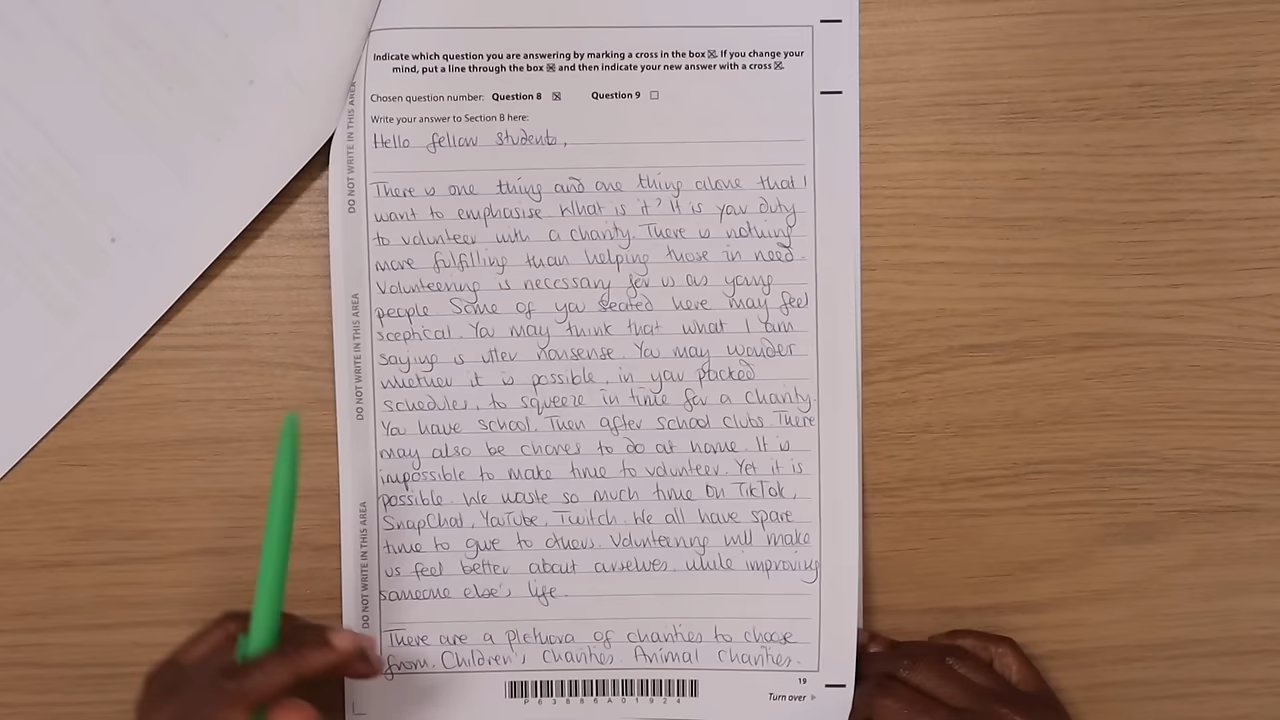 Indicate which question you are answering by marking a cross in the box ☒. If you change your
mind, put a line through the box ☒ and then indicate your new answer with a cross ☒.
Chosen question number: Question 8 ☒ Question 9 ☐
Write your answer to Section B here:
Hello fellow students,
There is one thing and one thing alone that I
want to emphasise. What is it? It is your duty
to volunteer with a charity. There is nothing
more fulfilling than helping those in need.
Volunteering is necessary for us as young
people. Some of you seated here may feel
sceptical. You may think that what I am
saying is utter nonsense. You may wonder
whether it is possible, in your packed
schedules, to squeeze in time for a charity.
You have school. Then after school clubs. There
may also be chores to do at home. It is
impossible to make time to volunteer. Yet it is
possible. We waste so much time on TikTok,
SnapChat, YouTube, Twitch. We all have spare
time to give to others. Volunteering will make
us feel better about ourselves while improving
someone else's life.
There are a plethora of charities to choose
from. Children's charities. Animal charities.
DO NOT WRITE IN THIS AREA
DO NOT WRITE IN THIS AREA
DO NOT WRITE IN THIS AREA
19
P63886A01924
Turn over